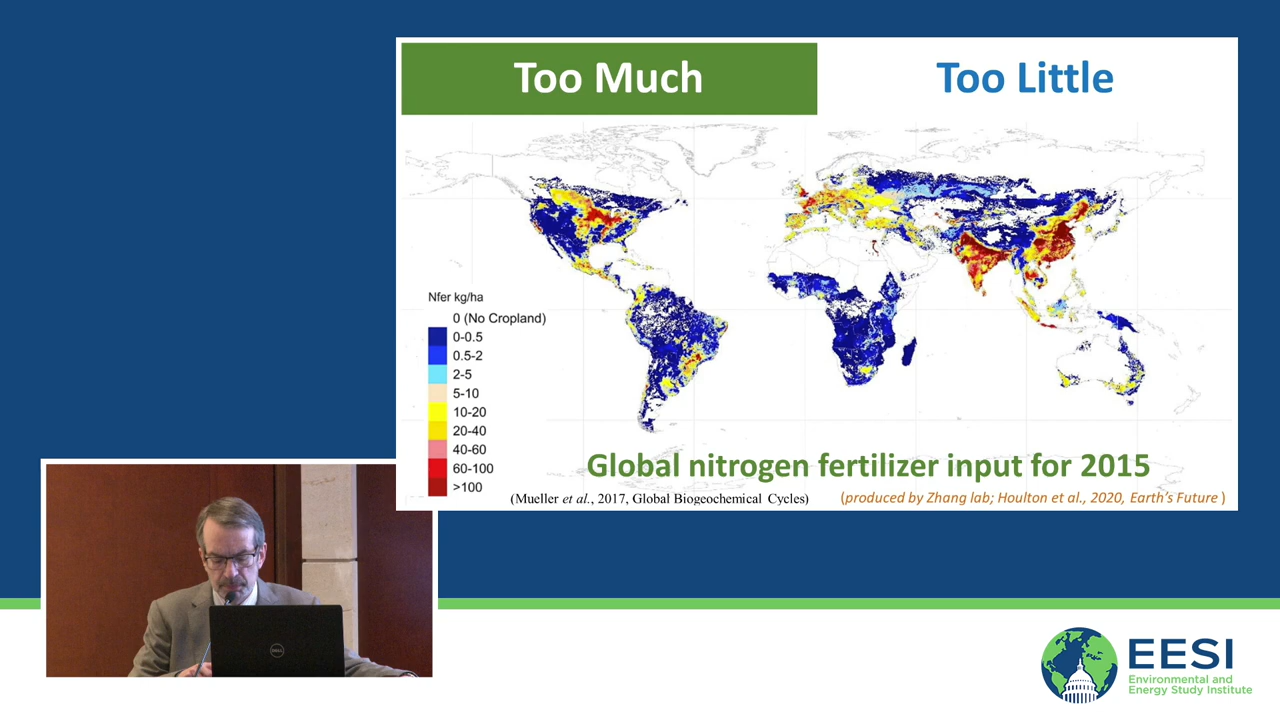 Too Much
Too Little
Nfer kg/ha
0 (No Cropland)
0-0.5
0.5-2
2-5
5-10
10-20
20-40
40-60
60-100
>100
Global nitrogen fertilizer input for 2015
(Mueller et al., 2017, Global Biogeochemical Cycles)
(produced by Zhang lab; Houlton et al., 2020, Earth's Future )
DELL
EESI
Environmental and
Energy Study Institute